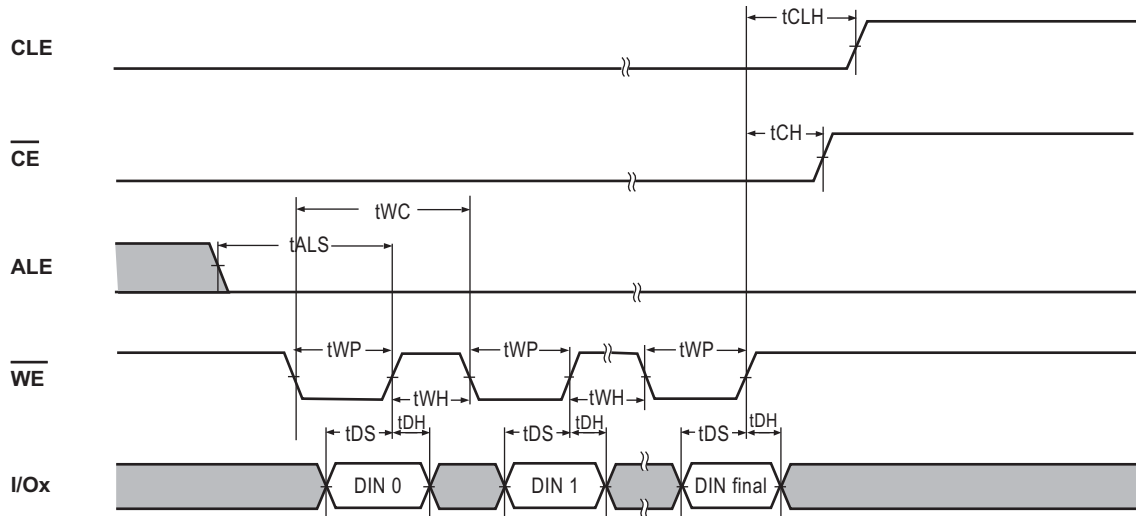 CLE
tCLH
CE
tCH
tWC
ALE
tALS
WE
tWP
tWP
tWP
tWH
tWH
tDS
tDH
tDS
tDH
tDS
tDH
I/Ox
DIN 0
DIN 1
DIN final